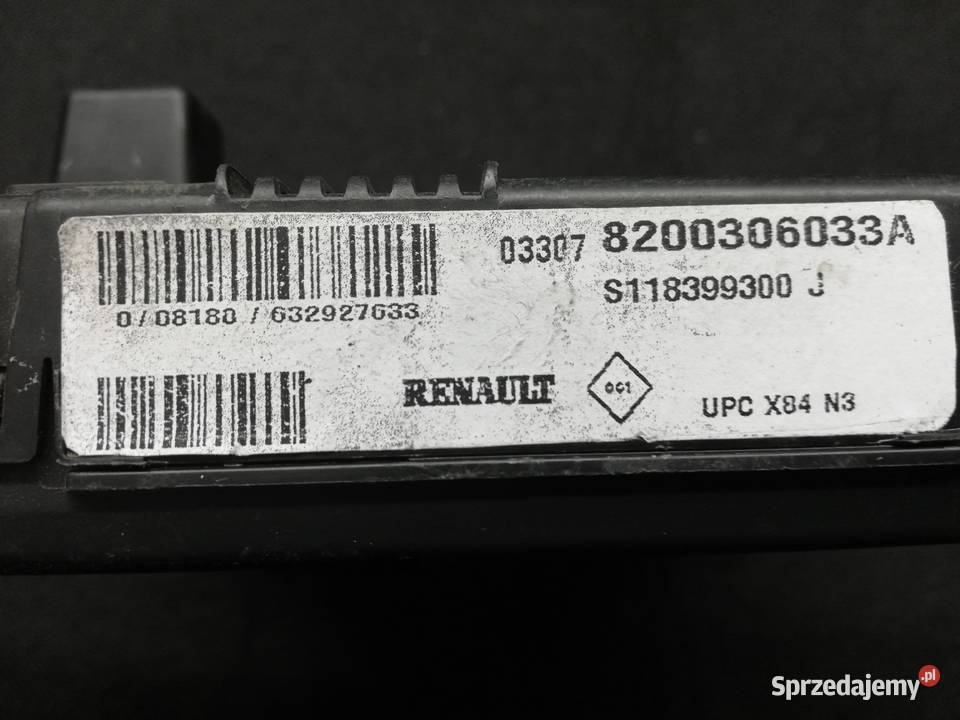 03307 8200306033A
S118399300 J
0/08180 / 632927633
RENAULT
UPC X84 N3
Sprzedajemy.pl